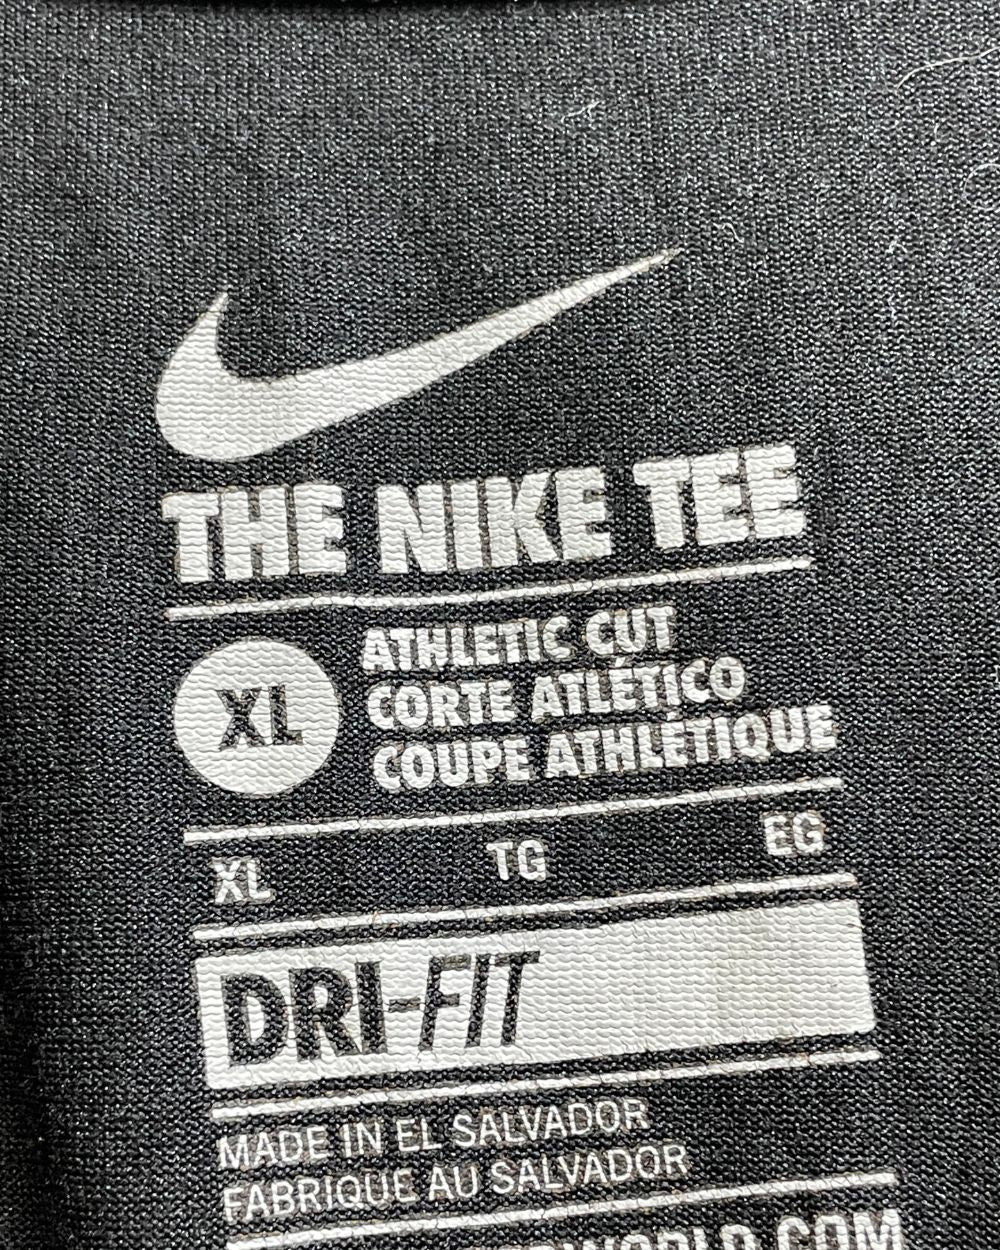 THE NIKE TEE
XL
ATHLETIC CUT
CORTE ATLÉTICO
COUPE ATHLÉTIQUE
XL TG EG
DRI-FIT
MADE IN EL SALVADOR
FABRIQUE AU SALVADOR